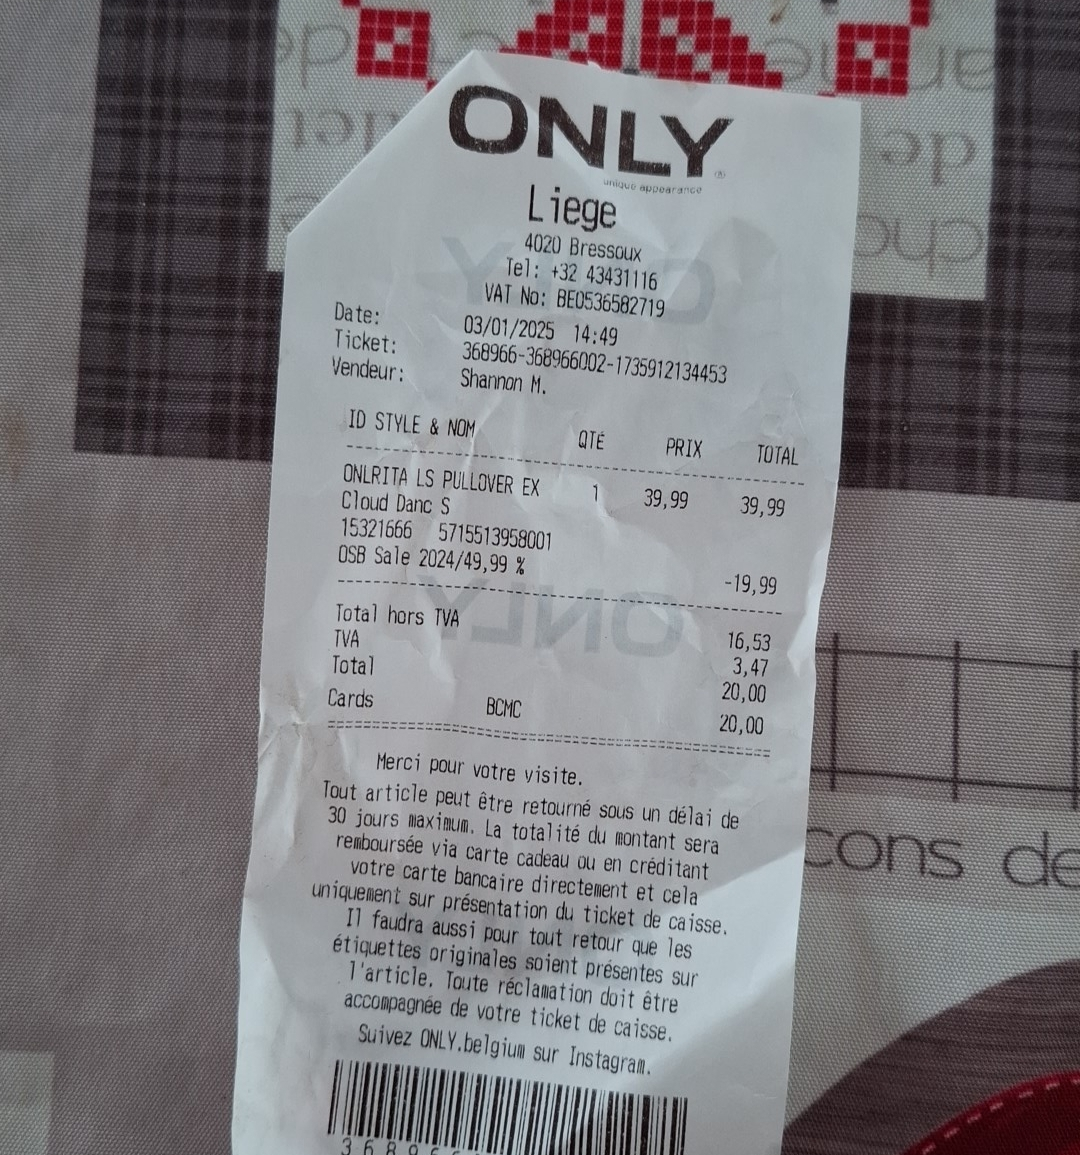 ONLY
unique appearance
Liege
4020 Bressoux
Tel: +32 43431116
VAT No: BE0536582719
Date: 03/01/2025 14:49
Ticket: 368966-368966002-1735912134453
Vendeur: Shannon M.
ID STYLE & NOM QTÉ PRIX TOTAL
ONLRITA LS PULLOVER EX 1 39,99 39,99
Cloud Danc S
15321666 5715513958001
OSB Sale 2024/49,99 % -19,99
Total hors TVA 16,53
TVA 3,47
Total 20,00
Cards BCMC 20,00
Merci pour votre visite.
Tout article peut être retourné sous un délai de
30 jours maximum. La totalité du montant sera
remboursée via carte cadeau ou en créditant
votre carte bancaire directement et cela
uniquement sur présentation du ticket de caisse.
Il faudra aussi pour tout retour que les
étiquettes originales soient présentes sur
l'article. Toute réclamation doit être
accompagnée de votre ticket de caisse.
Suivez ONLY.belgium sur Instagram.
cons de